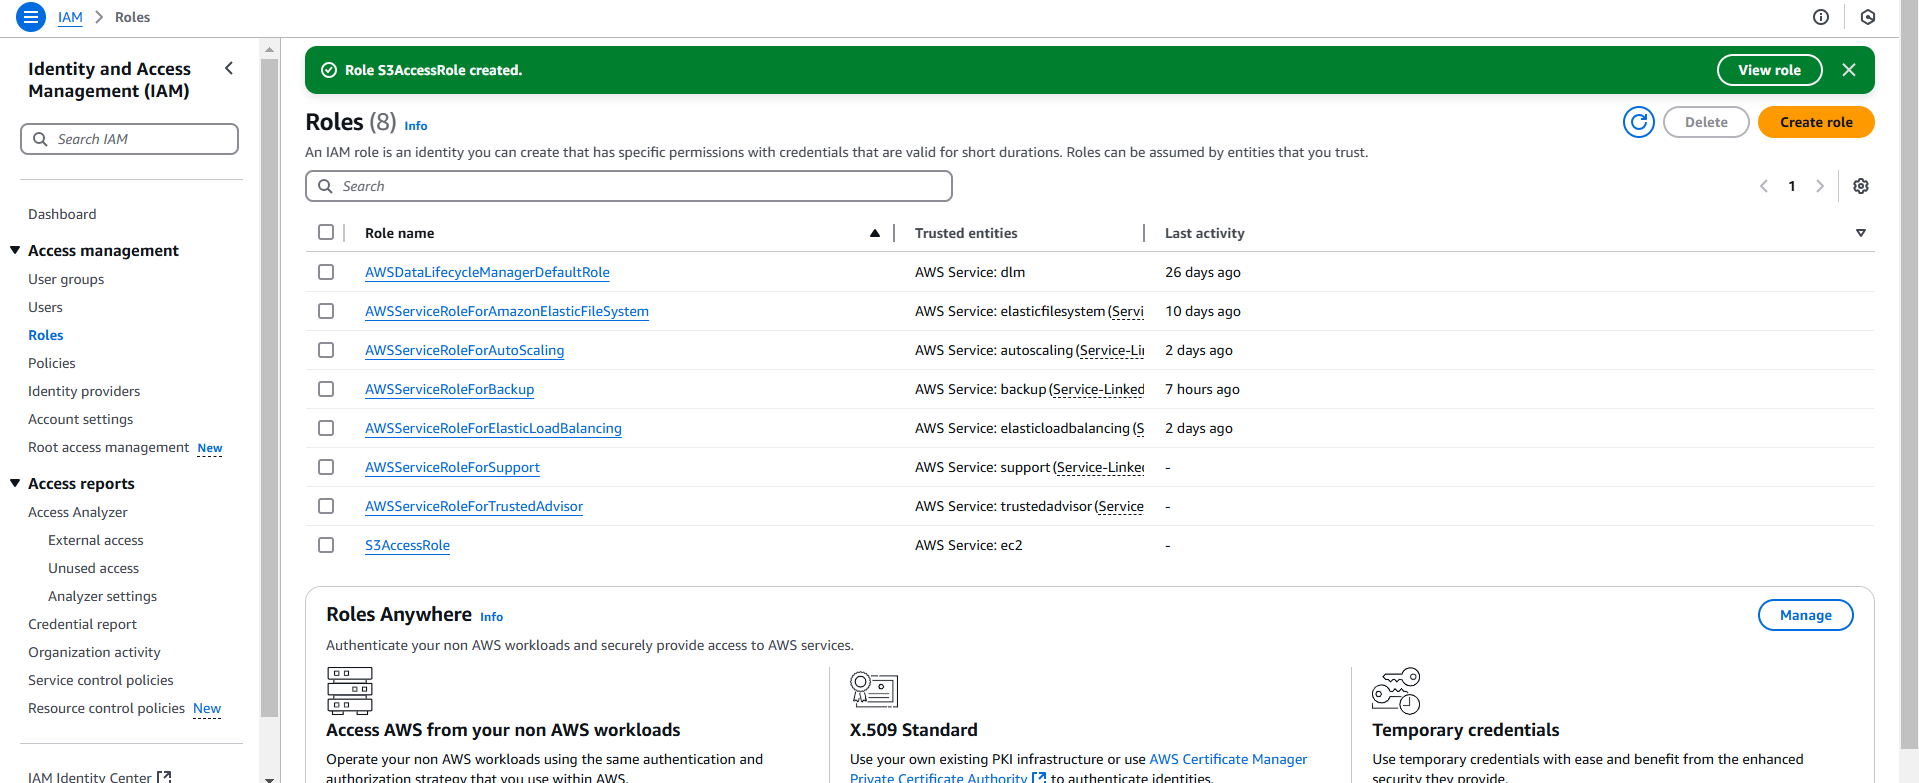 IAM > Roles
Identity and Access
Management (IAM)
Search IAM
Dashboard
Access management
User groups
Users
Roles
Policies
Identity providers
Account settings
Root access management New
Access reports
Access Analyzer
External access
Unused access
Analyzer settings
Credential report
Organization activity
Service control policies
Resource control policies New
IAM Identity Center
Role S3AccessRole created.
View role
Roles (8) Info
Delete
Create role
An IAM role is an identity you can create that has specific permissions with credentials that are valid for short durations. Roles can be assumed by entities that you trust.
Search
1
Role name Trusted entities Last activity
AWSDataLifecycleManagerDefaultRole AWS Service: dlm 26 days ago
AWSServiceRoleForAmazonElasticFileSystem AWS Service: elasticfilesystem (Servi 10 days ago
AWSServiceRoleForAutoScaling AWS Service: autoscaling (Service-Li 2 days ago
AWSServiceRoleForBackup AWS Service: backup (Service-Linked 7 hours ago
AWSServiceRoleForElasticLoadBalancing AWS Service: elasticloadbalancing (S 2 days ago
AWSServiceRoleForSupport AWS Service: support (Service-Linke -
AWSServiceRoleForTrustedAdvisor AWS Service: trustedadvisor (Service -
S3AccessRole AWS Service: ec2 -
Roles Anywhere Info
Manage
Authenticate your non AWS workloads and securely provide access to AWS services.
Access AWS from your non AWS workloads
Operate your non AWS workloads using the same authentication and
authorization strategy that you use within AWS.
X.509 Standard
Use your own existing PKI infrastructure or use AWS Certificate Manager
Private Certificate Authority to authenticate identities.
Temporary credentials
Use temporary credentials with ease and benefit from the enhanced
security they provide.